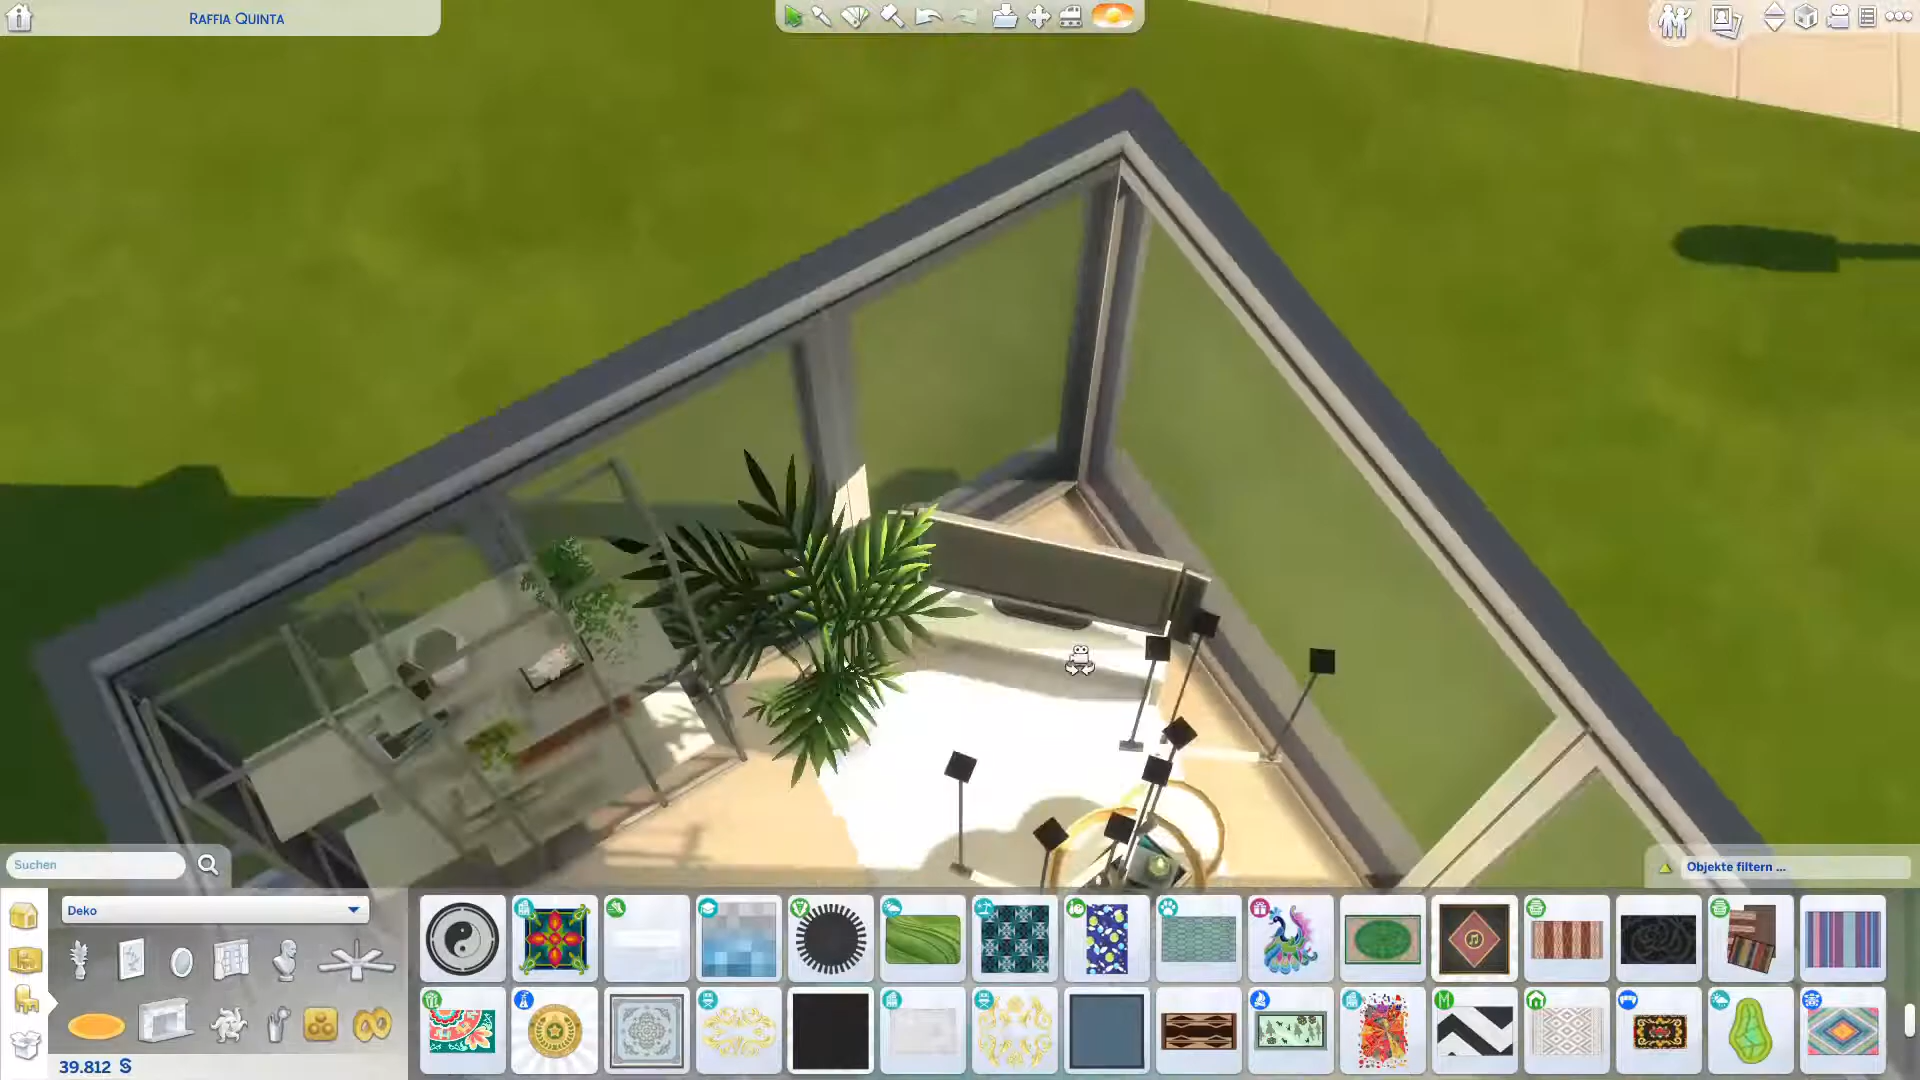 RAFFIA QUINTA
Suchen
Objekte filtern ...
Deko
39.812 S